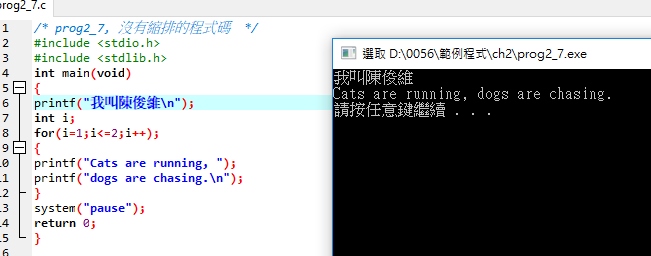 prog2_7.c
1 /* prog2_7, 沒有縮排的程式碼  */
2 #include <stdio.h>
3 #include <stdlib.h>
4 int main(void)
5 {
6 printf("我叫陳俊維\n");
7 int i;
8 for(i=1;i<=2;i++);
9 {
10 printf("Cats are running, ");
11 printf("dogs are chasing.\n");
12 }
13 system("pause");
14 return 0;
15 }
選取 D:\0056\範例程式\ch2\prog2_7.exe
我叫陳俊維
Cats are running, dogs are chasing.
請按任意鍵繼續 . . .